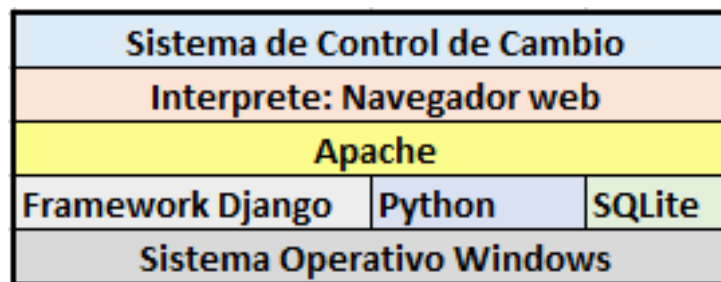 Sistema de Control de Cambio
Interprete: Navegador web
Apache
Framework Django Python SQLite
Sistema Operativo Windows